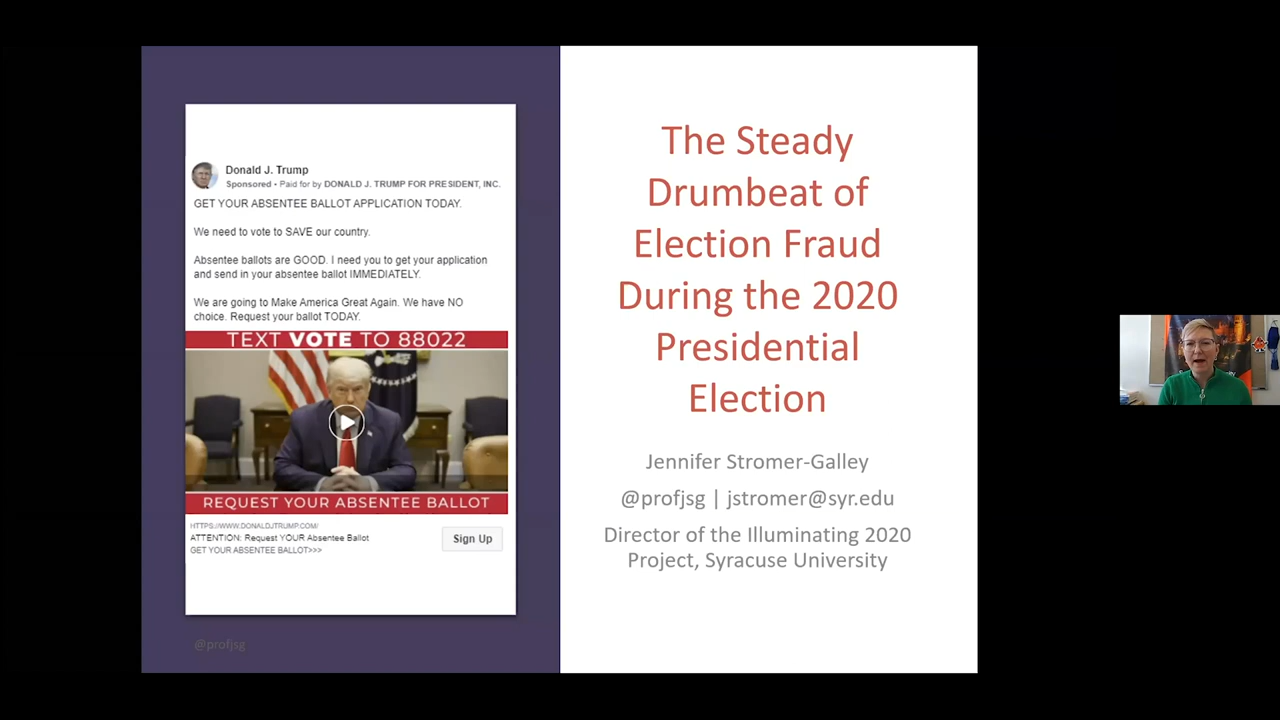 Donald J. Trump
Sponsored • Paid for by DONALD J. TRUMP FOR PRESIDENT, INC.
GET YOUR ABSENTEE BALLOT APPLICATION TODAY.
We need to vote to SAVE our country.
Absentee ballots are GOOD. I need you to get your application
and send in your absentee ballot IMMEDIATELY.
We are going to Make America Great Again. We have NO
choice. Request your ballot TODAY.
TEXT VOTE TO 88022
REQUEST YOUR ABSENTEE BALLOT
HTTPS://WWW.DONALDJTRUMP.COM/
ATTENTION: Request YOUR Absentee Ballot
GET YOUR ABSENTEE BALLOT>>>
Sign Up
@profjsg
The Steady
Drumbeat of
Election Fraud
During the 2020
Presidential
Election
Jennifer Stromer-Galley
@profjsg | jstromer@syr.edu
Director of the Illuminating 2020
Project, Syracuse University